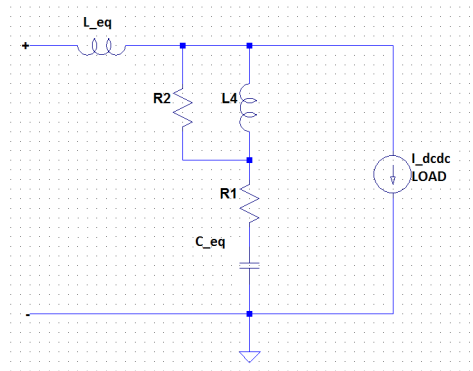 L_eq
+
R2
L4
I_dcdc
LOAD
R1
C_eq
-